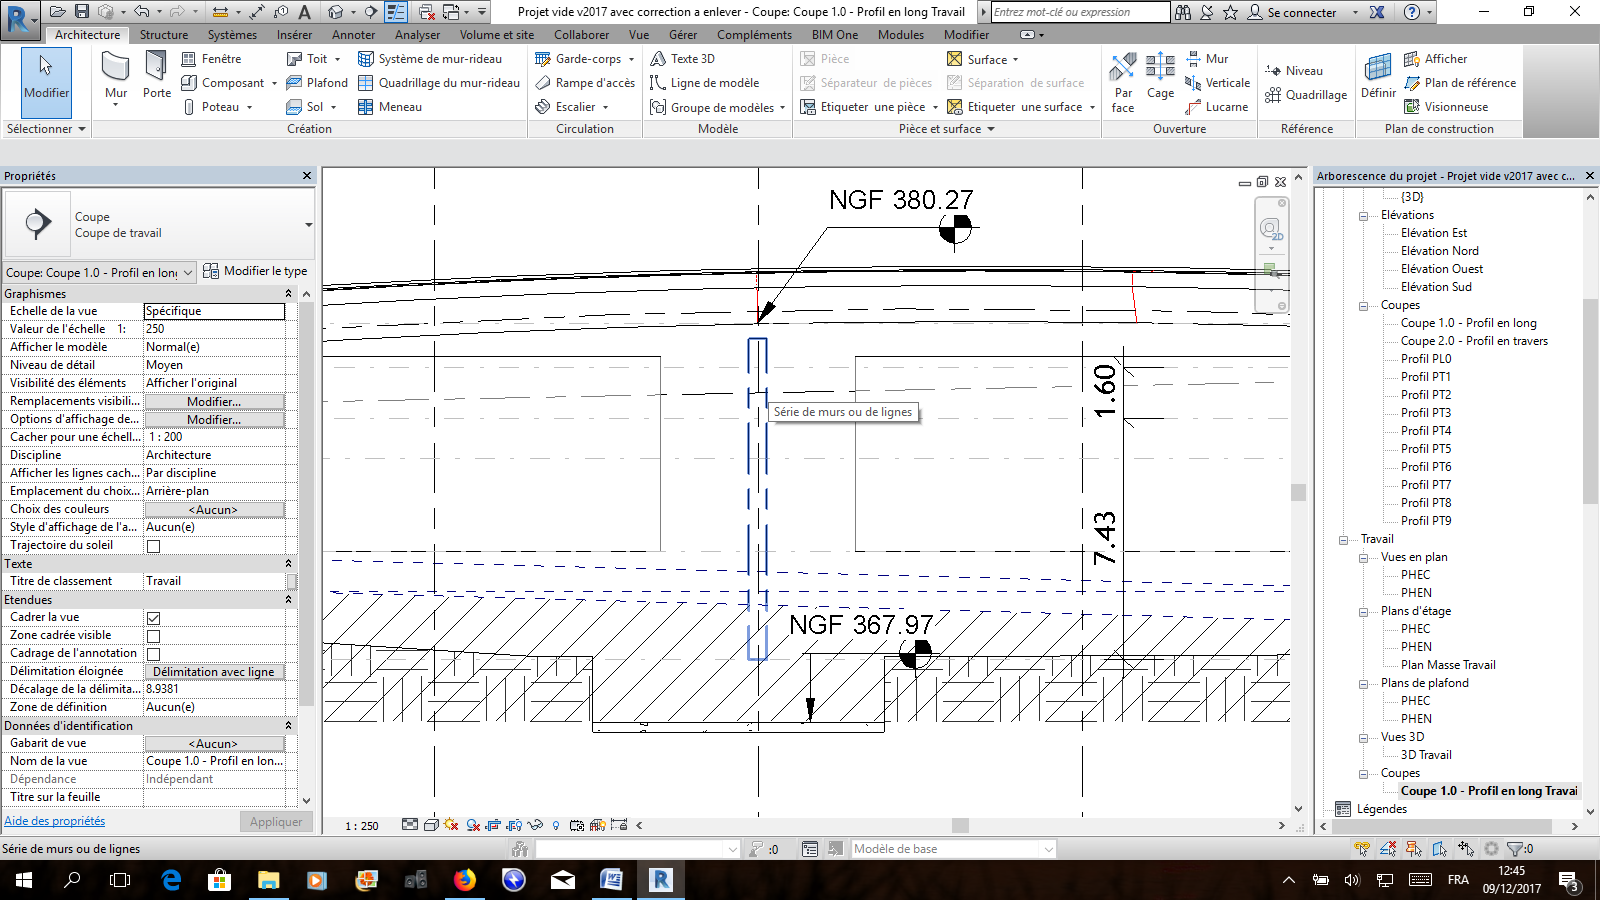 Projet vide v2017 avec correction a enlever - Coupe: Coupe 1.0 - Profil en long Travail
Entrez mot-clé ou expression
Se connecter
Architecture Structure Systèmes Insérer Annoter Analyser Volume et site Collaborer Vue Gérer Compléments BIM One Modules Modifier
Modifier
Mur
Porte
Fenêtre
Composant
Poteau
Toit
Plafond
Sol
Système de mur-rideau
Quadrillage du mur-rideau
Meneau
Garde-corps
Rampe d'accès
Escalier
Texte 3D
Ligne de modèle
Groupe de modèles
Pièce
Séparateur de pièces
Etiqueter une pièce
Surface
Séparation de surface
Etiqueter une surface
Par face
Cage
Mur
Verticale
Lucarne
Niveau
Quadrillage
Définir
Afficher
Plan de référence
Visionneuse
Sélectionner Création Circulation Modèle Pièce et surface Ouverture Référence Plan de construction
Propriétés
Coupe
Coupe de travail
Coupe: Coupe 1.0 - Profil en long
Modifier le type
Graphismes
Echelle de la vue Spécifique
Valeur de l'échelle 1: 250
Afficher le modèle Normal(e)
Niveau de détail Moyen
Visibilité des éléments Afficher l'original
Remplacements visibili... Modifier...
Options d'affichage de... Modifier...
Cacher pour une échell... 1 : 200
Discipline Architecture
Afficher les lignes cach... Par discipline
Emplacement du choix... Arrière-plan
Choix des couleurs <Aucun>
Style d'affichage de l'a... Aucun(e)
Trajectoire du soleil
Texte
Titre de classement Travail
Etendues
Cadrer la vue
Zone cadrée visible
Cadrage de l'annotation
Délimitation éloignée Délimitation avec ligne
Décalage de la délimita... 8.9381
Zone de définition Aucun(e)
Données d'identification
Gabarit de vue <Aucun>
Nom de la vue Coupe 1.0 - Profil en lon...
Dépendance Indépendant
Titre sur la feuille
Aide des propriétés
Appliquer
NGF 380.27
2D
Série de murs ou de lignes
1.60
7.43
NGF 367.97
1 : 250
Arborescence du projet - Projet vide v2017 avec c...
{3D}
Elévations
Elévation Est
Elévation Nord
Elévation Ouest
Elévation Sud
Coupes
Coupe 1.0 - Profil en long
Coupe 2.0 - Profil en travers
Profil PL0
Profil PT1
Profil PT2
Profil PT3
Profil PT4
Profil PT5
Profil PT6
Profil PT7
Profil PT8
Profil PT9
Travail
Vues en plan
PHEC
PHEN
Plans d'étage
PHEC
PHEN
Plan Masse Travail
Plans de plafond
PHEC
PHEN
Vues 3D
3D Travail
Coupes
Coupe 1.0 - Profil en long Travai
Légendes
Série de murs ou de lignes
:0
Modèle de base
:0
FRA
12:45
09/12/2017
3